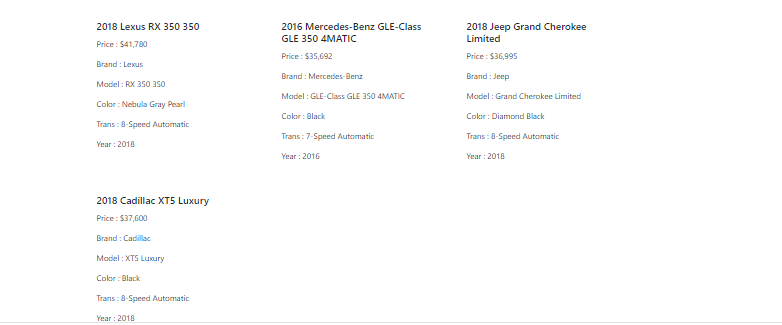 2018 Lexus RX 350 350
Price : $41,780
Brand : Lexus
Model : RX 350 350
Color : Nebula Gray Pearl
Trans : 8-Speed Automatic
Year : 2018
2016 Mercedes-Benz GLE-Class
GLE 350 4MATIC
Price : $35,692
Brand : Mercedes-Benz
Model : GLE-Class GLE 350 4MATIC
Color : Black
Trans : 7-Speed Automatic
Year : 2016
2018 Jeep Grand Cherokee
Limited
Price : $36,995
Brand : Jeep
Model : Grand Cherokee Limited
Color : Diamond Black
Trans : 8-Speed Automatic
Year : 2018
2018 Cadillac XT5 Luxury
Price : $37,600
Brand : Cadillac
Model : XT5 Luxury
Color : Black
Trans : 8-Speed Automatic
Year : 2018